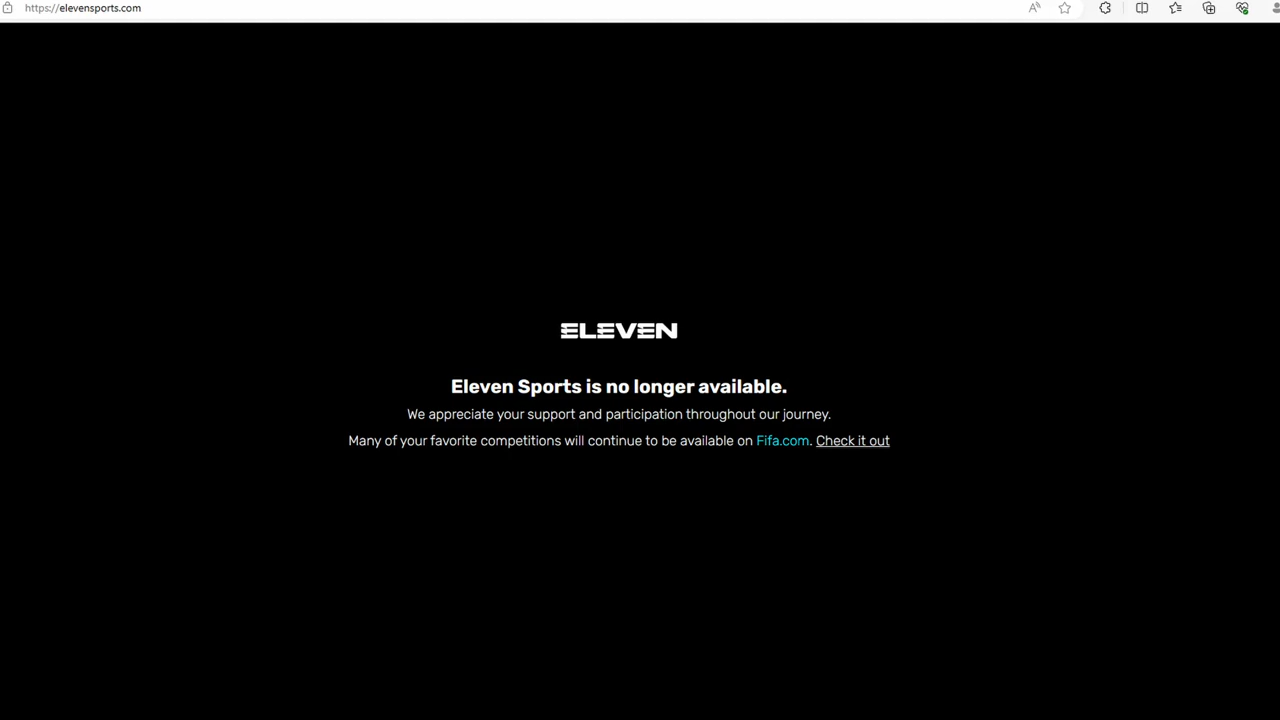 https://elevensports.com
ELEVEN
Eleven Sports is no longer available.
We appreciate your support and participation throughout our journey.
Many of your favorite competitions will continue to be available on Fifa.com. Check it out